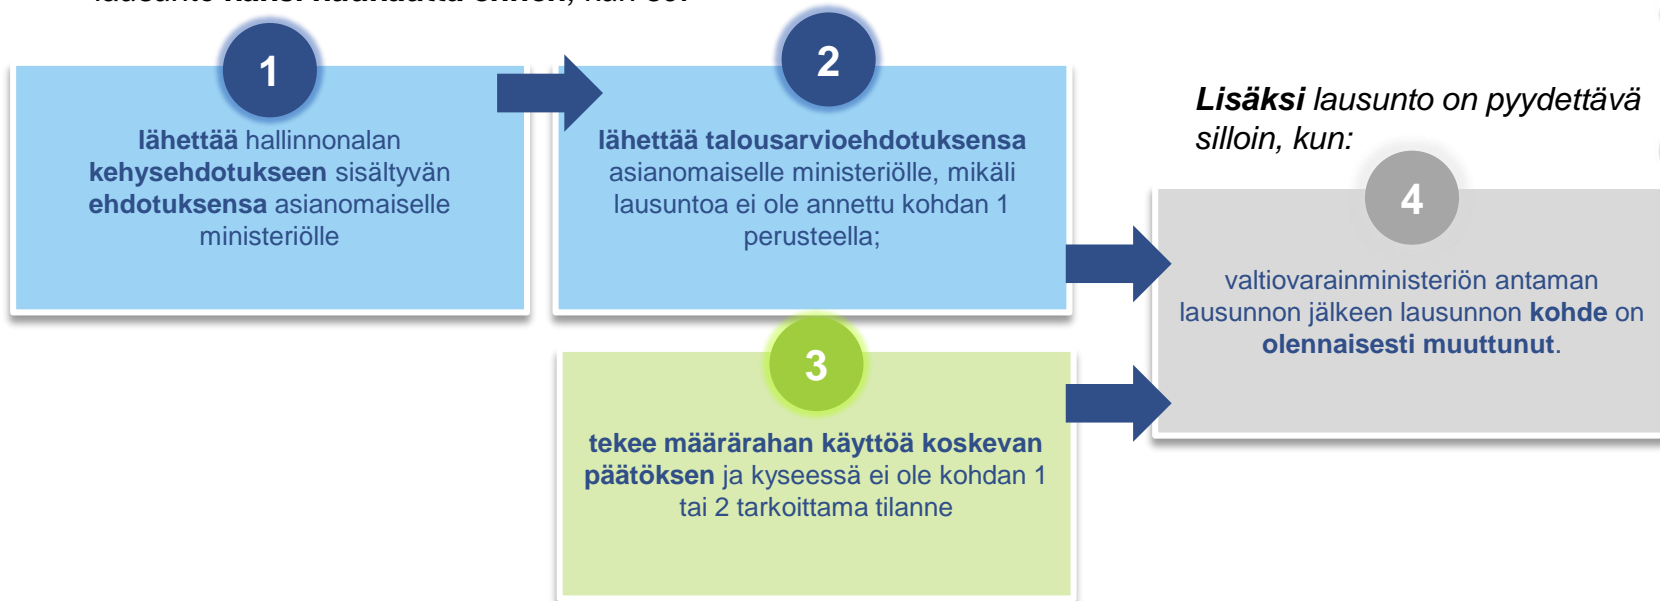 1
lähettää hallinnonalan
kehysehdotukseen sisältyvän
ehdotuksensa asianomaiselle
ministeriölle
2
lähettää talousarvioehdotuksensa
asianomaiselle ministeriölle, mikäli
lausuntoa ei ole annettu kohdan 1
perusteella;
3
tekee määrärahan käyttöä koskevan
päätöksen ja kyseessä ei ole kohdan 1
tai 2 tarkoittama tilanne
Lisäksi lausunto on pyydettävä
silloin, kun:
4
valtiovarainministeriön antaman
lausunnon jälkeen lausunnon kohde on
olennaisesti muuttunut.